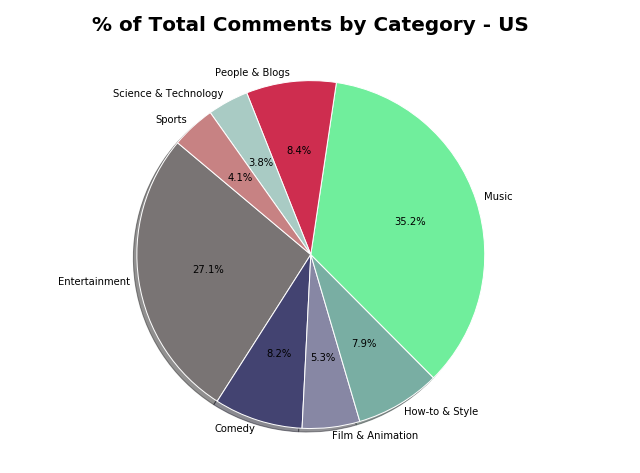 % of Total Comments by Category - US
People & Blogs
Science & Technology
Sports
8.4%
3.8%
4.1%
Music
35.2%
27.1%
Entertainment
7.9%
8.2%
5.3%
How-to & Style
Comedy
Film & Animation